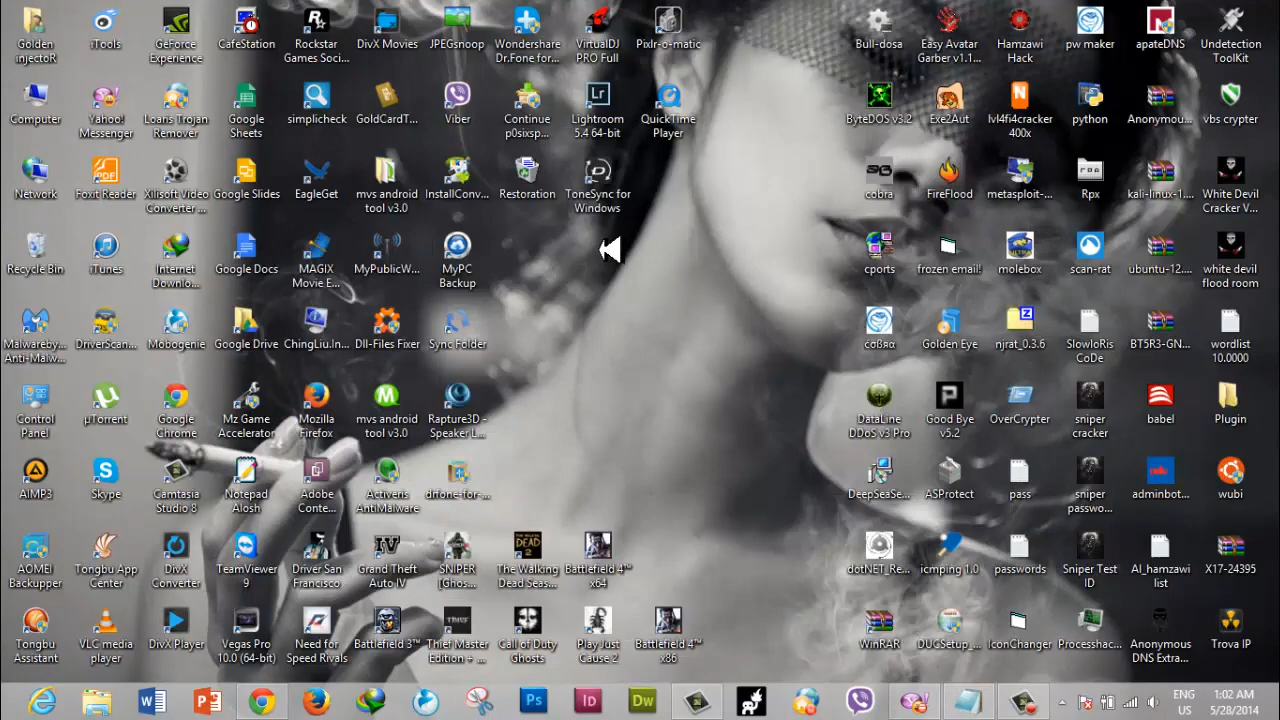 Golden injectoR
iTools
GeForce Experience
CafeStation
Rockstar Games Soci...
DivX Movies
JPEGsnoop
Wondershare Dr.Fone for...
VirtualDJ PRO Full
Pixlr-o-matic
Bull-dosa
Easy Avatar Garber v1.1...
Hamzawi Hack
pw maker
apateDNS
Undetection ToolKit
Computer
Yahoo! Messenger
Loaris Trojan Remover
Google Sheets
simplicheck
GoldCardT...
Viber
Continue p0sixsp...
Lightroom 5.4 64-bit
QuickTime Player
ByteDOS v3.2
Exe2Aut
lvl4fi4cracker 400x
python
Anonymou...
vbs crypter
Network
Foxit Reader
Xilisoft Video Converter ...
Google Slides
EagleGet
mvs android tool v3.0
InstallConv...
Restoration
ToneSync for Windows
cobra
FireFlood
metasploit-...
Rpx
kali-linux-1....
White Devil Cracker V...
Recycle Bin
iTunes
Internet Downlo...
Google Docs
MAGIX Movie E...
MyPublicW...
MyPC Backup
cports
frozen email!
molebox
scan-rat
ubuntu-12....
white devil flood room
Malwareby... Anti-Malw...
DriverScan...
Mobogenie
Google Drive
ChingLiu.In...
Dll-Files Fixer
Sync Folder
Golden Eye
njrat_0.3.6
SlowloRis CoDe
BT5R3-GN...
wordlist 10.0000
Control Panel
µTorrent
Google Chrome
Mz Game Accelerator
Mozilla Firefox
mvs android tool v3.0
Rapture3D - Speaker L...
DataLine DDoS v3 Pro
Good Bye v5.2
OverCrypter
sniper cracker
babel
Plugin
AIMP3
Skype
Camtasia Studio 8
Notepad Alosh
Adobe Conte...
Activeris AntiMalware
drfone-for-...
DeepSeaSe...
ASProtect
pass
sniper passwo...
adminbot...
wubi
AOMEI Backupper
Tongbu App Center
DivX Converter
TeamViewer 9
Driver San Francisco
Grand Theft Auto IV
SNIPER [Ghos...
The Walking Dead Seas...
Battlefield 4™ x64
dotNET_Re...
icmping 1.0
passwords
Sniper Test ID
Al_hamzawi list
X17-24395
Tongbu Assistant
VLC media player
DivX Player
Vegas Pro 10.0 (64-bit)
Need for Speed Rivals
Battlefield 3™
Thief Master Edition + ...
Call of Duty Ghosts
Play Just Cause 2
Battlefield 4™ x86
WinRAR
DUCSetup_...
IconChanger
Processhac...
Anonymous DNS Extra...
Trova IP
ENG
US
1:02 AM
5/28/2014